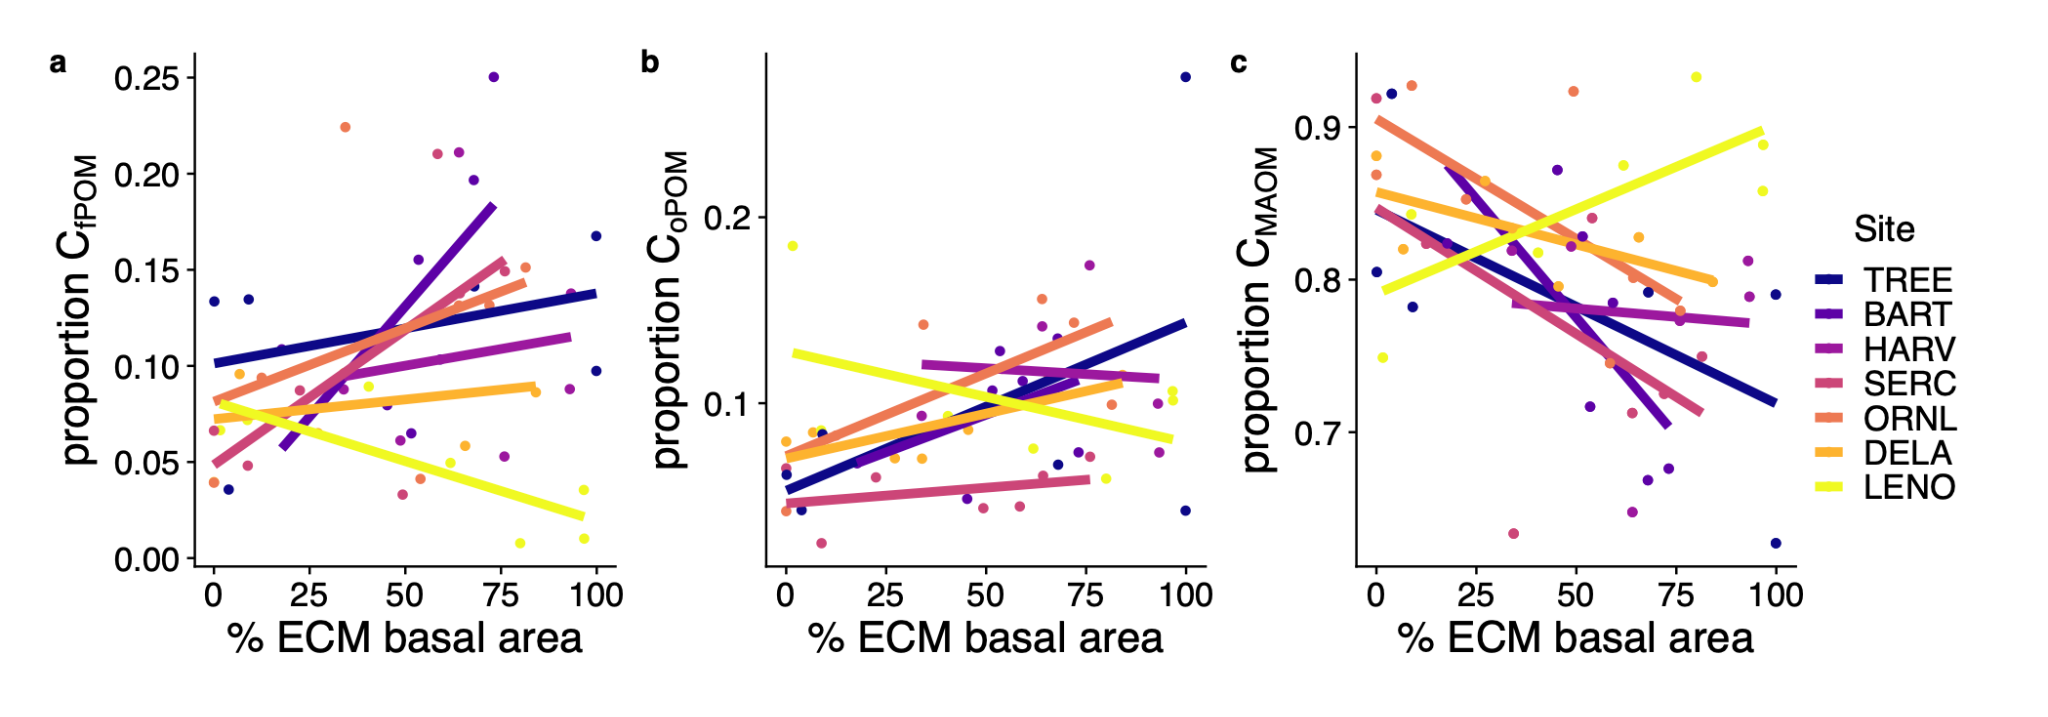 a
0.25
0.20
0.15
0.10
0.05
0.00
proportion CfPOM
0 25 50 75 100
% ECM basal area
b
0.2
0.1
proportion CoPOM
0 25 50 75 100
% ECM basal area
c
0.9
0.8
0.7
proportion CMAOM
0 25 50 75 100
% ECM basal area
Site
TREE
BART
HARV
SERC
ORNL
DELA
LENO